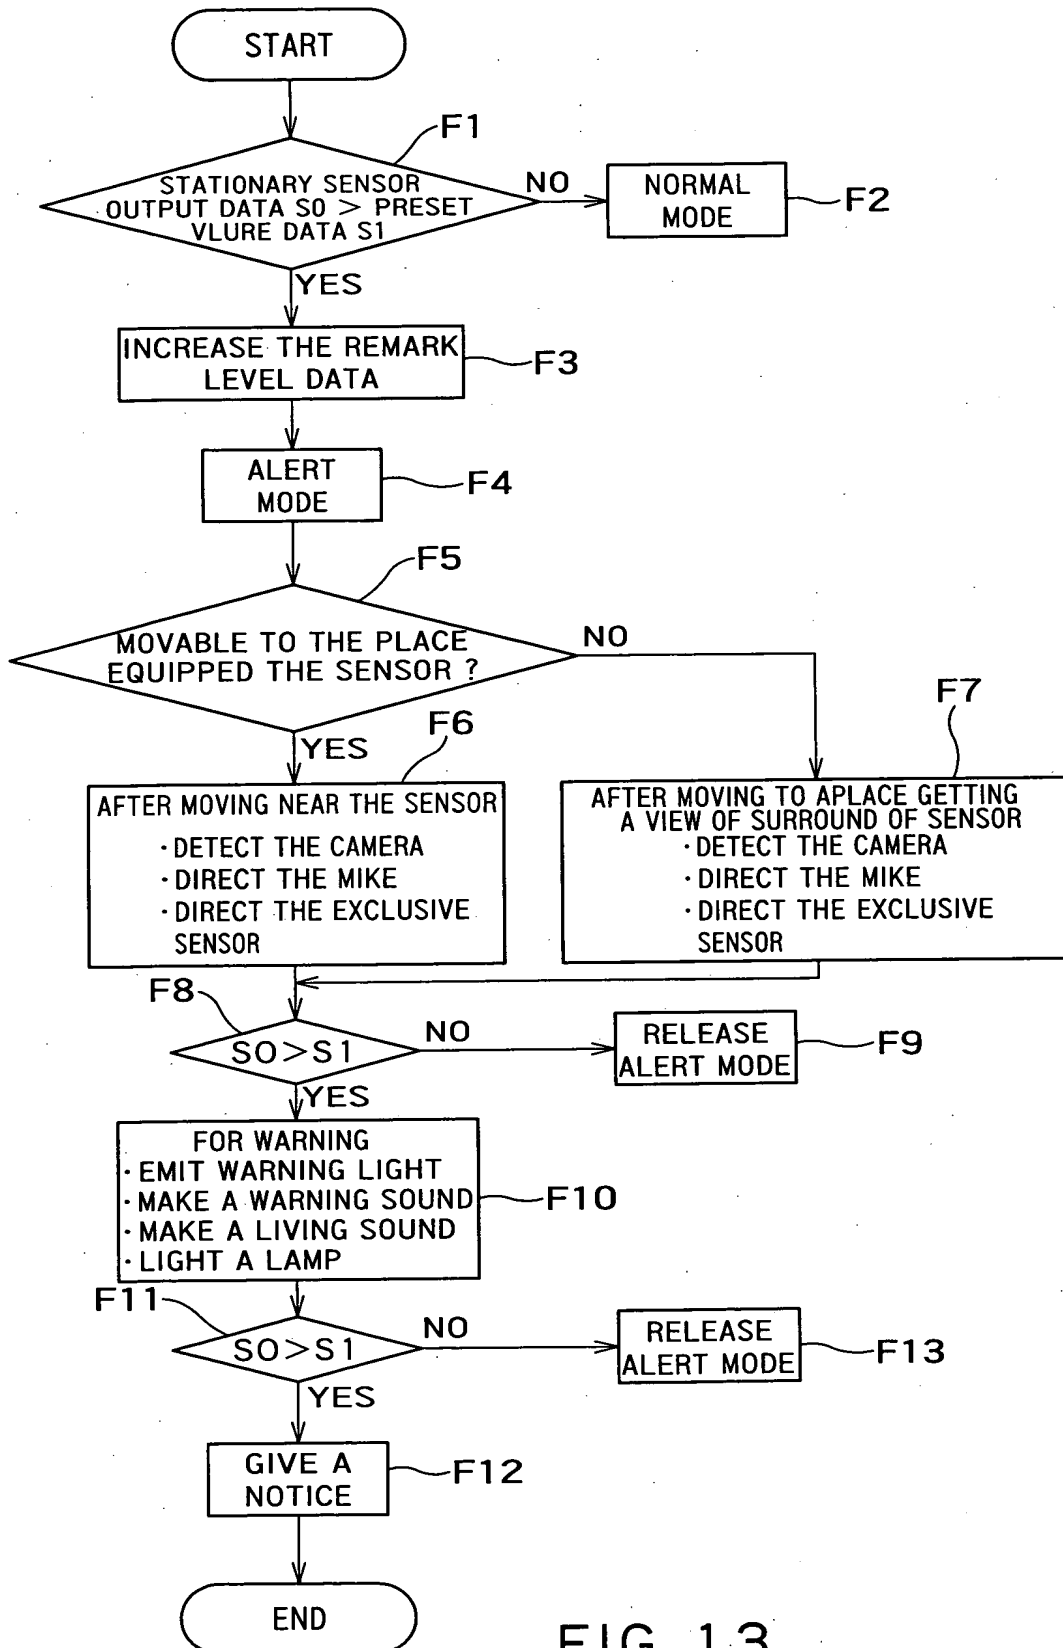 START
F1
STATIONARY SENSOR
OUTPUT DATA S0 > PRESET
VLURE DATA S1
NO
NORMAL
MODE
F2
YES
INCREASE THE REMARK
LEVEL DATA
F3
ALERT
MODE
F4
F5
MOVABLE TO THE PLACE
EQUIPPED THE SENSOR ?
NO
YES
F6
F7
AFTER MOVING NEAR THE SENSOR
・DETECT THE CAMERA
・DIRECT THE MIKE
・DIRECT THE EXCLUSIVE
SENSOR
AFTER MOVING TO APLACE GETTING
A VIEW OF SURROUND OF SENSOR
・DETECT THE CAMERA
・DIRECT THE MIKE
・DIRECT THE EXCLUSIVE
SENSOR
F8
S0>S1
NO
RELEASE
ALERT MODE
F9
YES
FOR WARNING
・EMIT WARNING LIGHT
・MAKE A WARNING SOUND
・MAKE A LIVING SOUND
・LIGHT A LAMP
F10
F11
S0>S1
NO
RELEASE
ALERT MODE
F13
YES
GIVE A
NOTICE
F12
END
FIG. 13